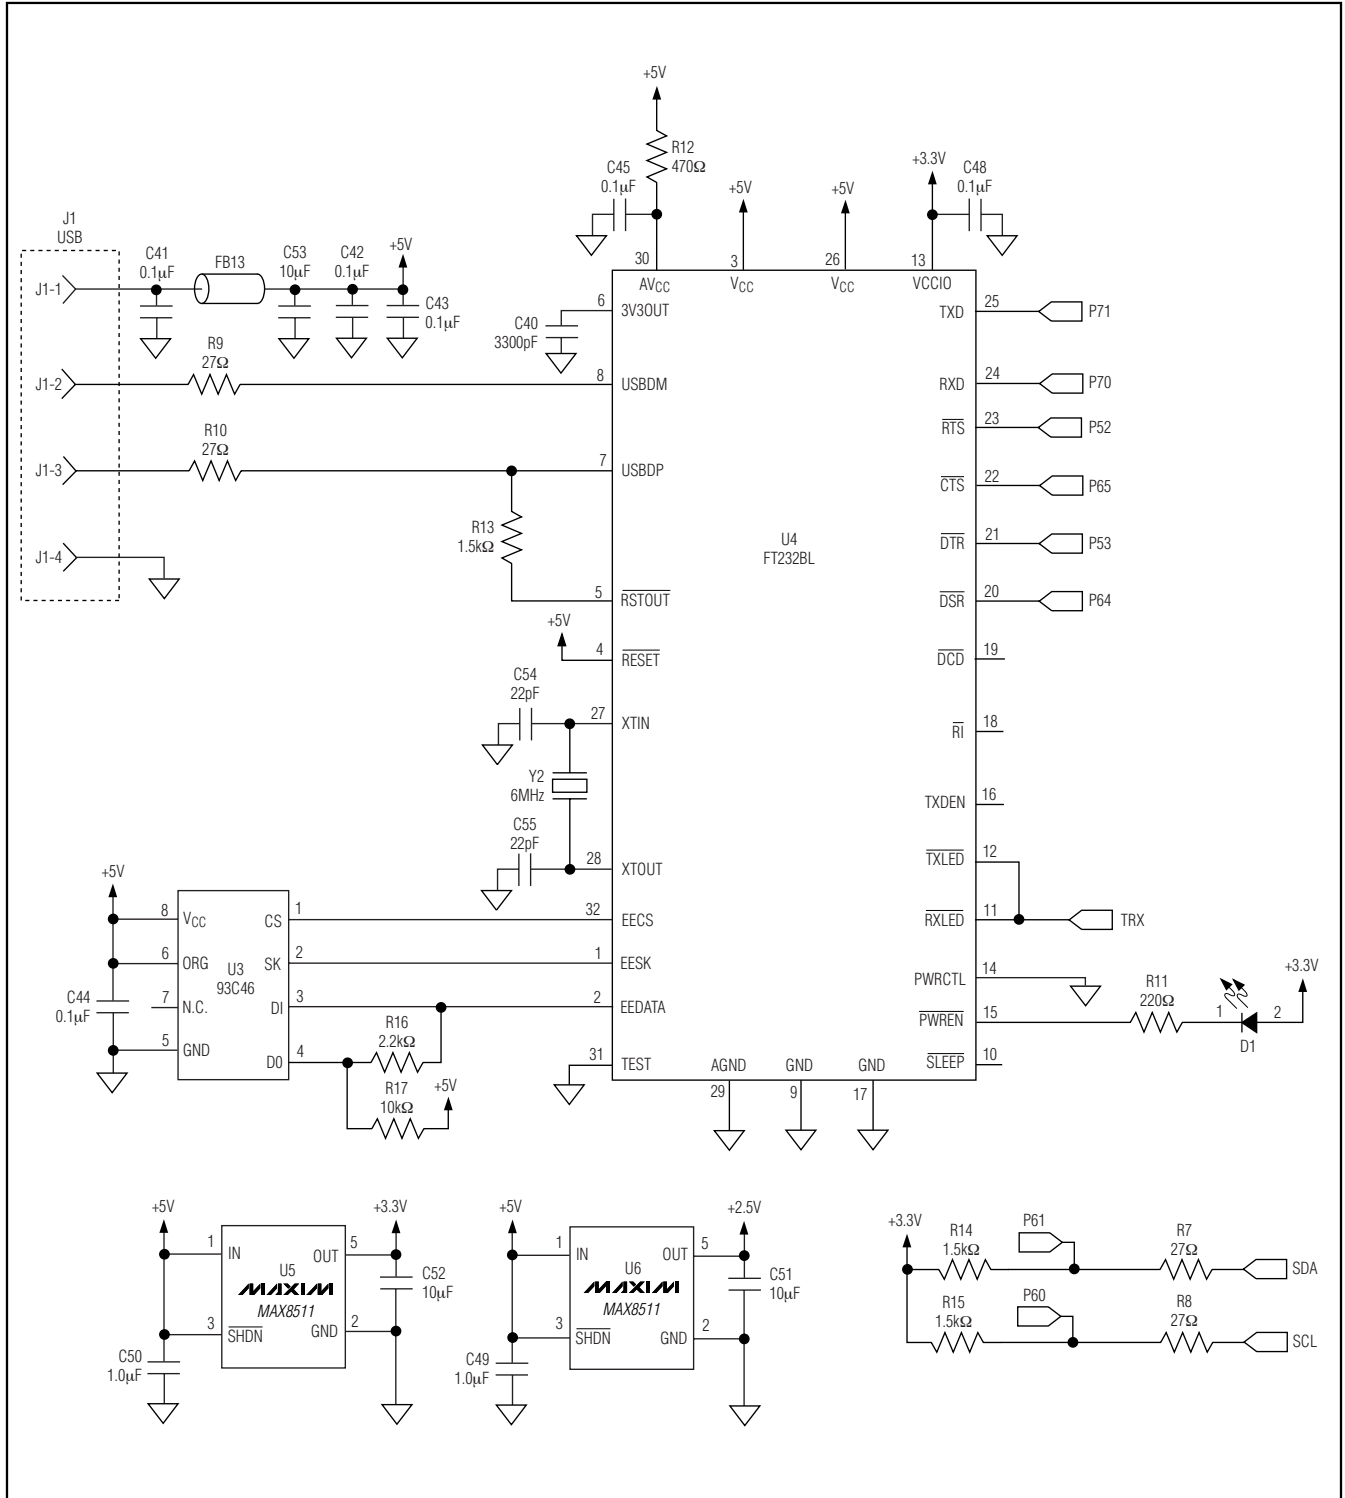 +5V
R12
470Ω
C45
0.1µF
+5V
+5V
+3.3V
C48
0.1µF
J1
USB
J1-1
C41
0.1µF
FB13
C53
10µF
C42
0.1µF
+5V
C43
0.1µF
J1-2
R9
27Ω
J1-3
R10
27Ω
J1-4
R13
1.5kΩ
C40
3300pF
30
3
26
13
AVCC
VCC
VCC
VCCIO
6
3V3OUT
8
USBDM
7
USBDP
5
RSTOUT
+5V
4
RESET
C54
22pF
27
XTIN
Y2
6MHz
C55
22pF
28
XTOUT
32
EECS
1
EESK
2
EEDATA
31
TEST
U4
FT232BL
TXD
25
P71
RXD
24
P70
RTS
23
P52
CTS
22
P65
DTR
21
P53
DSR
20
P64
DCD
19
RI
18
TXDEN
16
TXLED
12
RXLED
11
TRX
PWRCTL
14
PWREN
15
R11
220Ω
1
2
D1
+3.3V
SLEEP
10
AGND
GND
GND
29
9
17
+5V
C44
0.1µF
8
VCC
6
ORG
7
N.C.
5
GND
U3
93C46
CS
1
SK
2
DI
3
D0
4
R16
2.2kΩ
R17
10kΩ
+5V
+5V
1
IN
OUT
5
+3.3V
U5
MAXIM
MAX8511
3
SHDN
GND
2
C52
10µF
C50
1.0µF
+5V
1
IN
OUT
5
+2.5V
U6
MAXIM
MAX8511
3
SHDN
GND
2
C51
10µF
C49
1.0µF
+3.3V
R14
1.5kΩ
P61
R7
27Ω
SDA
R15
1.5kΩ
P60
R8
27Ω
SCL